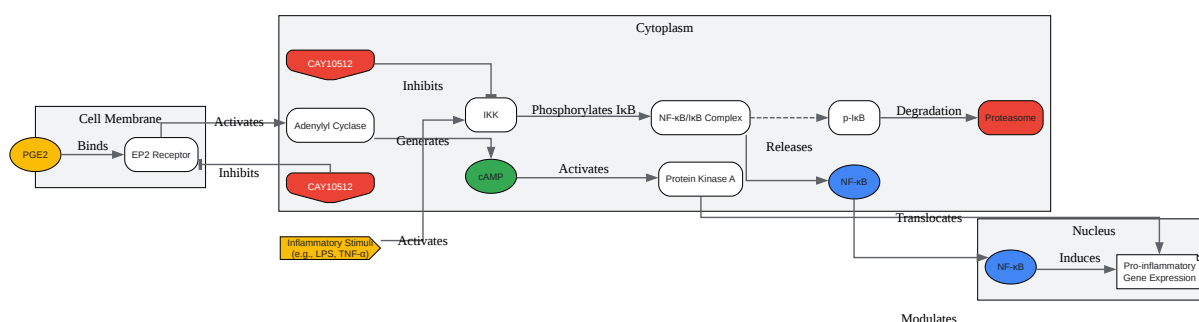 Cytoplasm
CAY10512
Inhibits
IKK
Phosphorylates IκB
NF-κB/IκB Complex
p-IκB
Degradation
Proteasome
Cell Membrane
Activates
Adenylyl Cyclase
Generates
PGE2
Binds
EP2 Receptor
Inhibits
CAY10512
cAMP
Activates
Protein Kinase A
Releases
NF-κB
Translocates
Inflammatory Stimuli
(e.g., LPS, TNF-α)
Activates
Nucleus
NF-κB
Induces
Pro-inflammatory
Gene Expression
Modulates